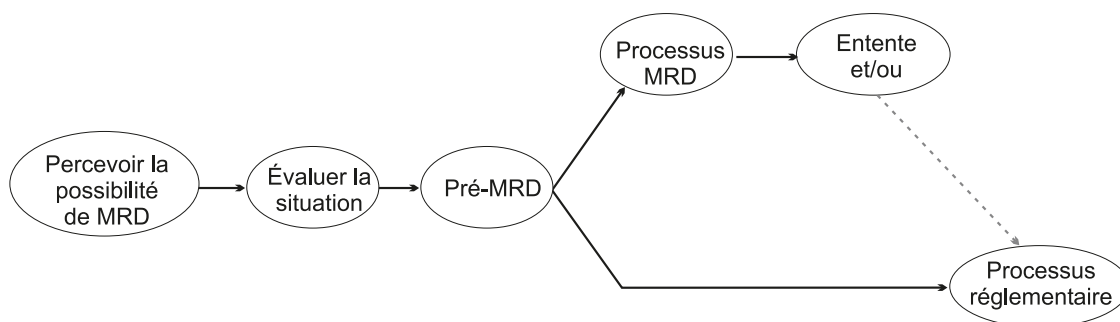 Processus
MRD
Entente
et/ou
Percevoir la
possibilité
de MRD
Évaluer la
situation
Pré-MRD
Processus
réglementaire